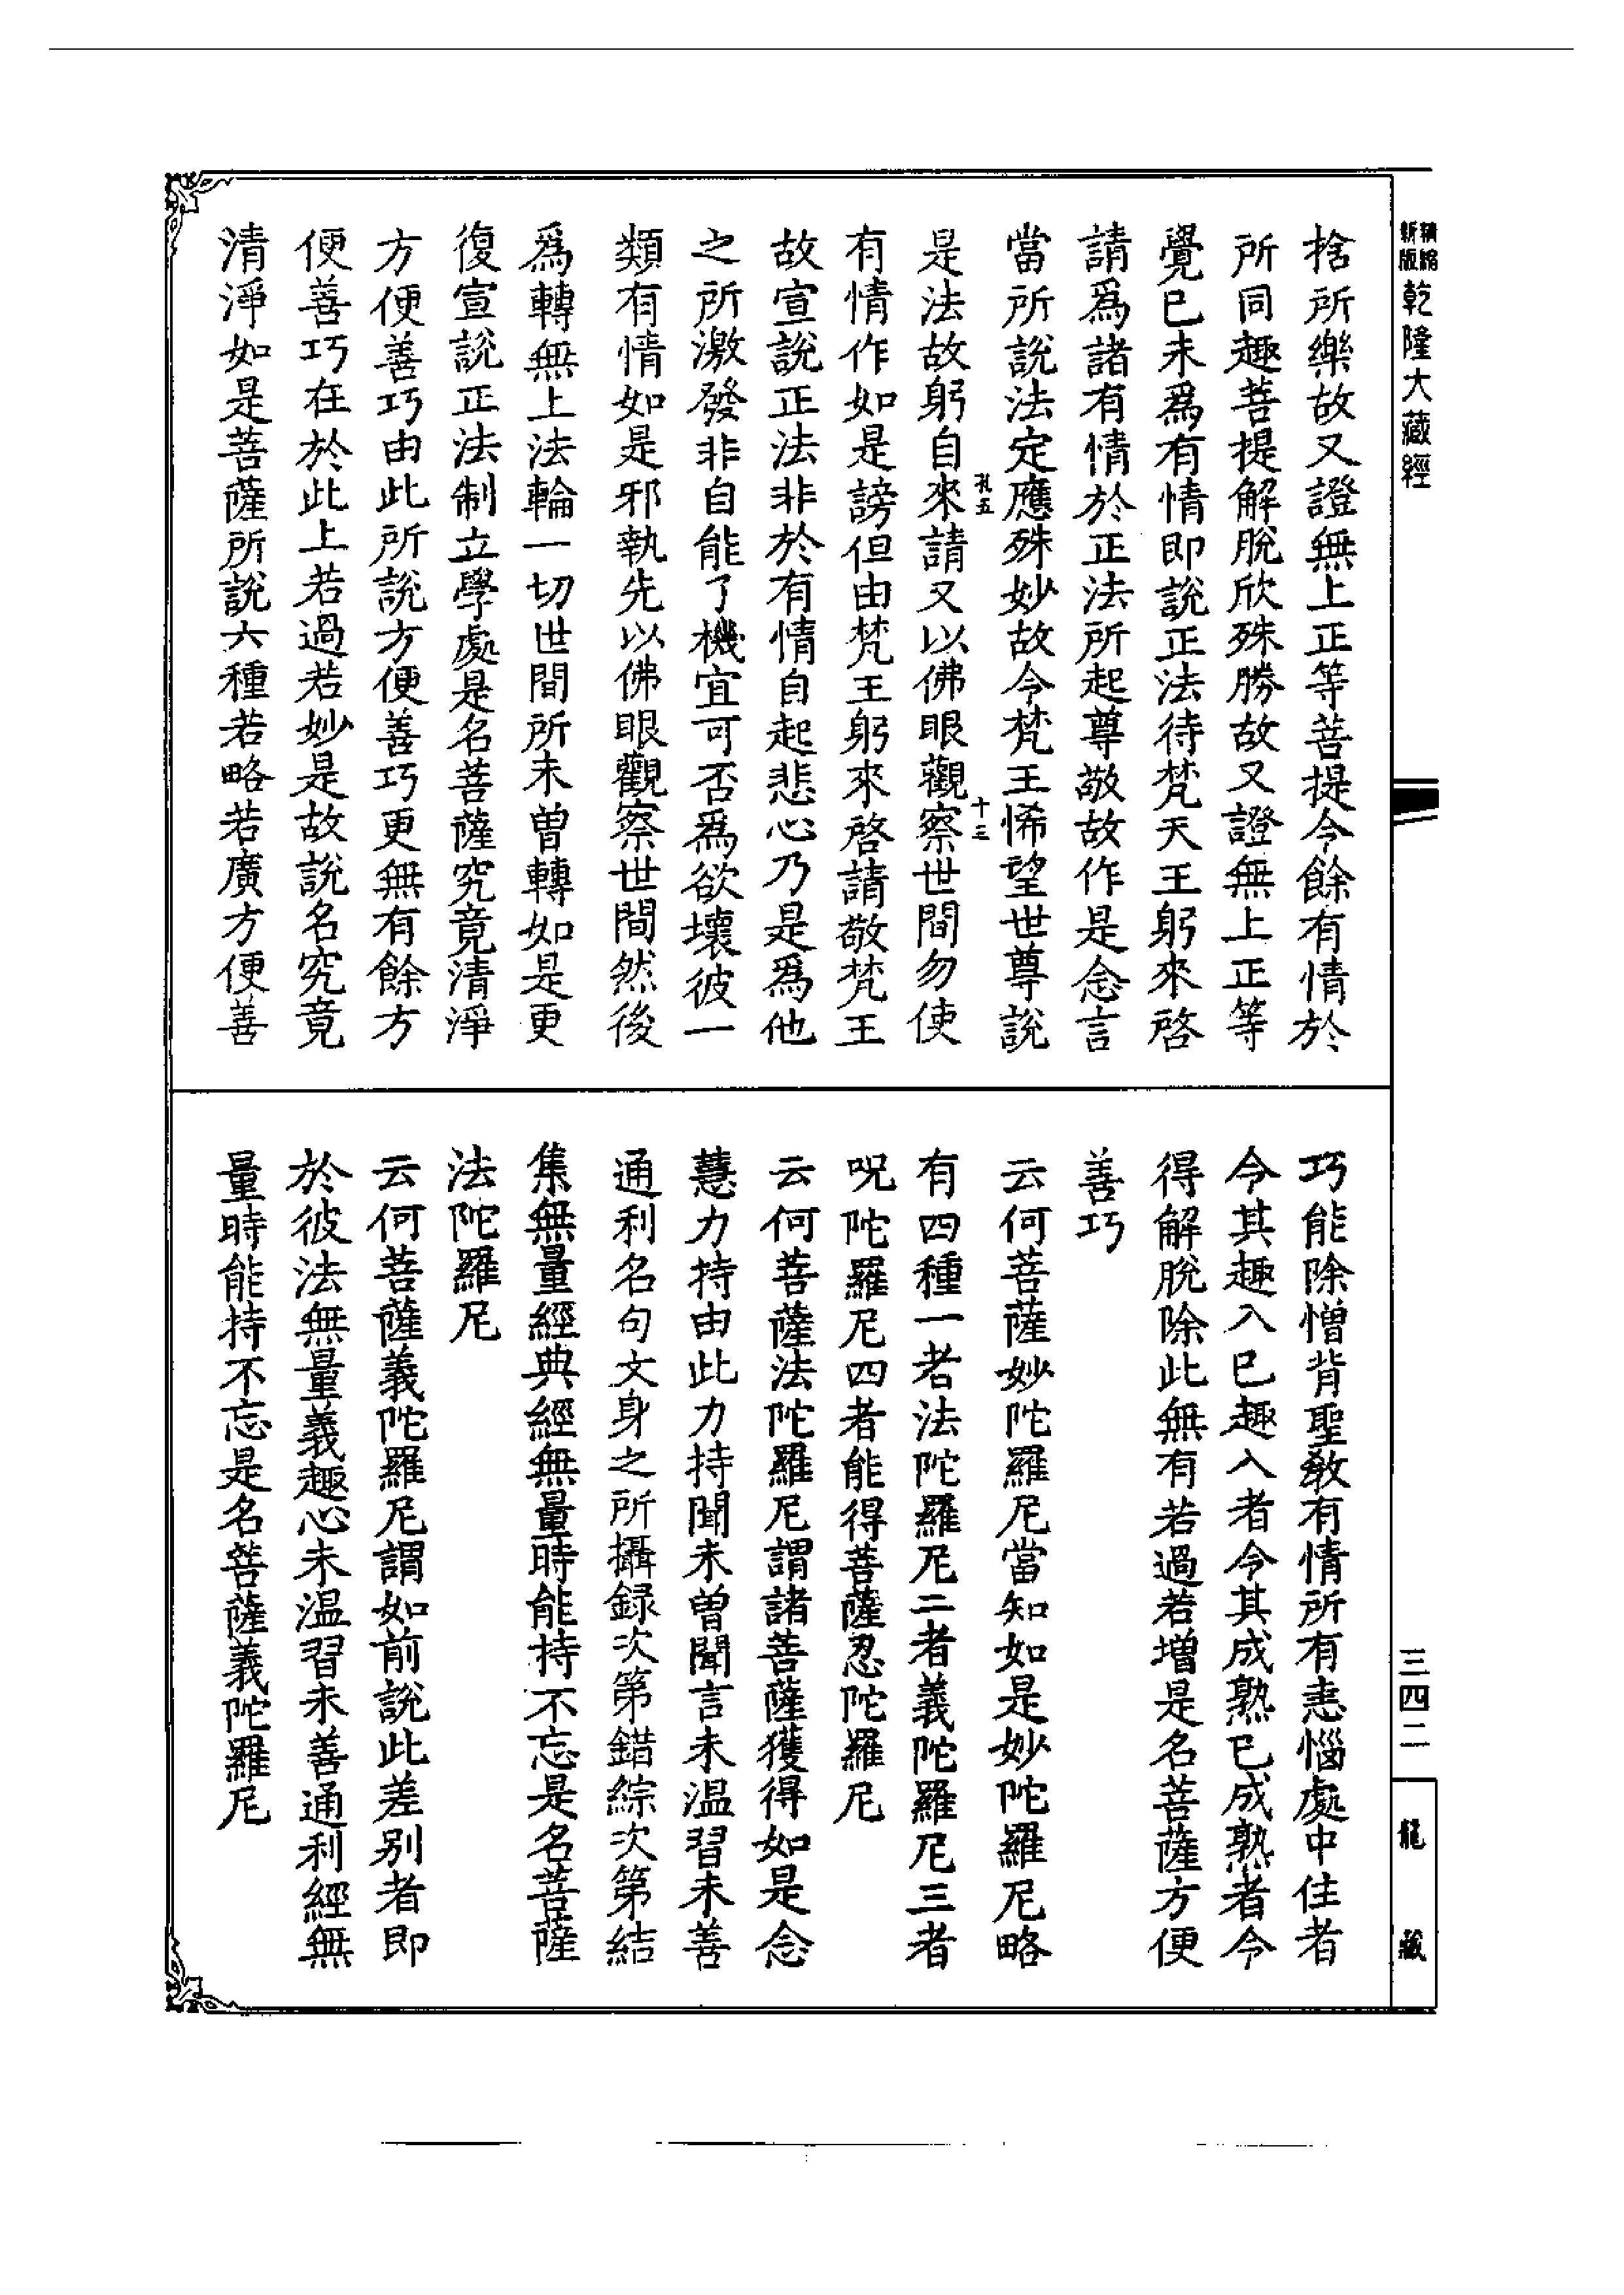 精縮新版乾隆大藏經
捨所樂故又證無上正等菩提令餘有情於
所同趣菩提解脫欣殊勝故又證無上正等
覺已未爲有情即說正法待梵天王躬來啓
請爲諸有情於正法所起尊敬故作是念言
當所說法定應殊妙故令梵王悕望世尊說
是法故躬自來請又以佛眼觀察世間勿使
孔五
十三
有情作如是謗但由梵王躬來啓請敬梵王
故宣說正法非於有情自起悲心乃是爲他
之所激發非自能了機宜可否爲欲壞彼一
類有情如是邪執先以佛眼觀察世間然後
爲轉無上法輪一切世間所未曾轉如是更
復宣說正法制立學處是名菩薩究竟清淨
方便善巧由此所說方便善巧更無有餘方
便善巧在於此上若過若妙是故說名究竟
清淨如是菩薩所說六種若略若廣方便善
巧能除憎背聖教有情所有恚惱處中住者
令其趣入已趣入者令其成熟已成熟者令
得解脫除此無有若過若增是名菩薩方便
善巧
云何菩薩妙陀羅尼當知如是妙陀羅尼略
有四種一者法陀羅尼二者義陀羅尼三者
呪陀羅尼四者能得菩薩忍陀羅尼
云何菩薩法陀羅尼謂諸菩薩獲得如是念
慧力持由此力持聞未曾聞言未溫習未善
通利名句文身之所攝録次第錯綜次第結
集無量經典經無量時能持不忘是名菩薩
法陀羅尼
云何菩薩義陀羅尼謂如前說此差别者即
於彼法無量義趣心未溫習未善通利經無
量時能持不忘是名菩薩義陀羅尼
三四二
龍藏